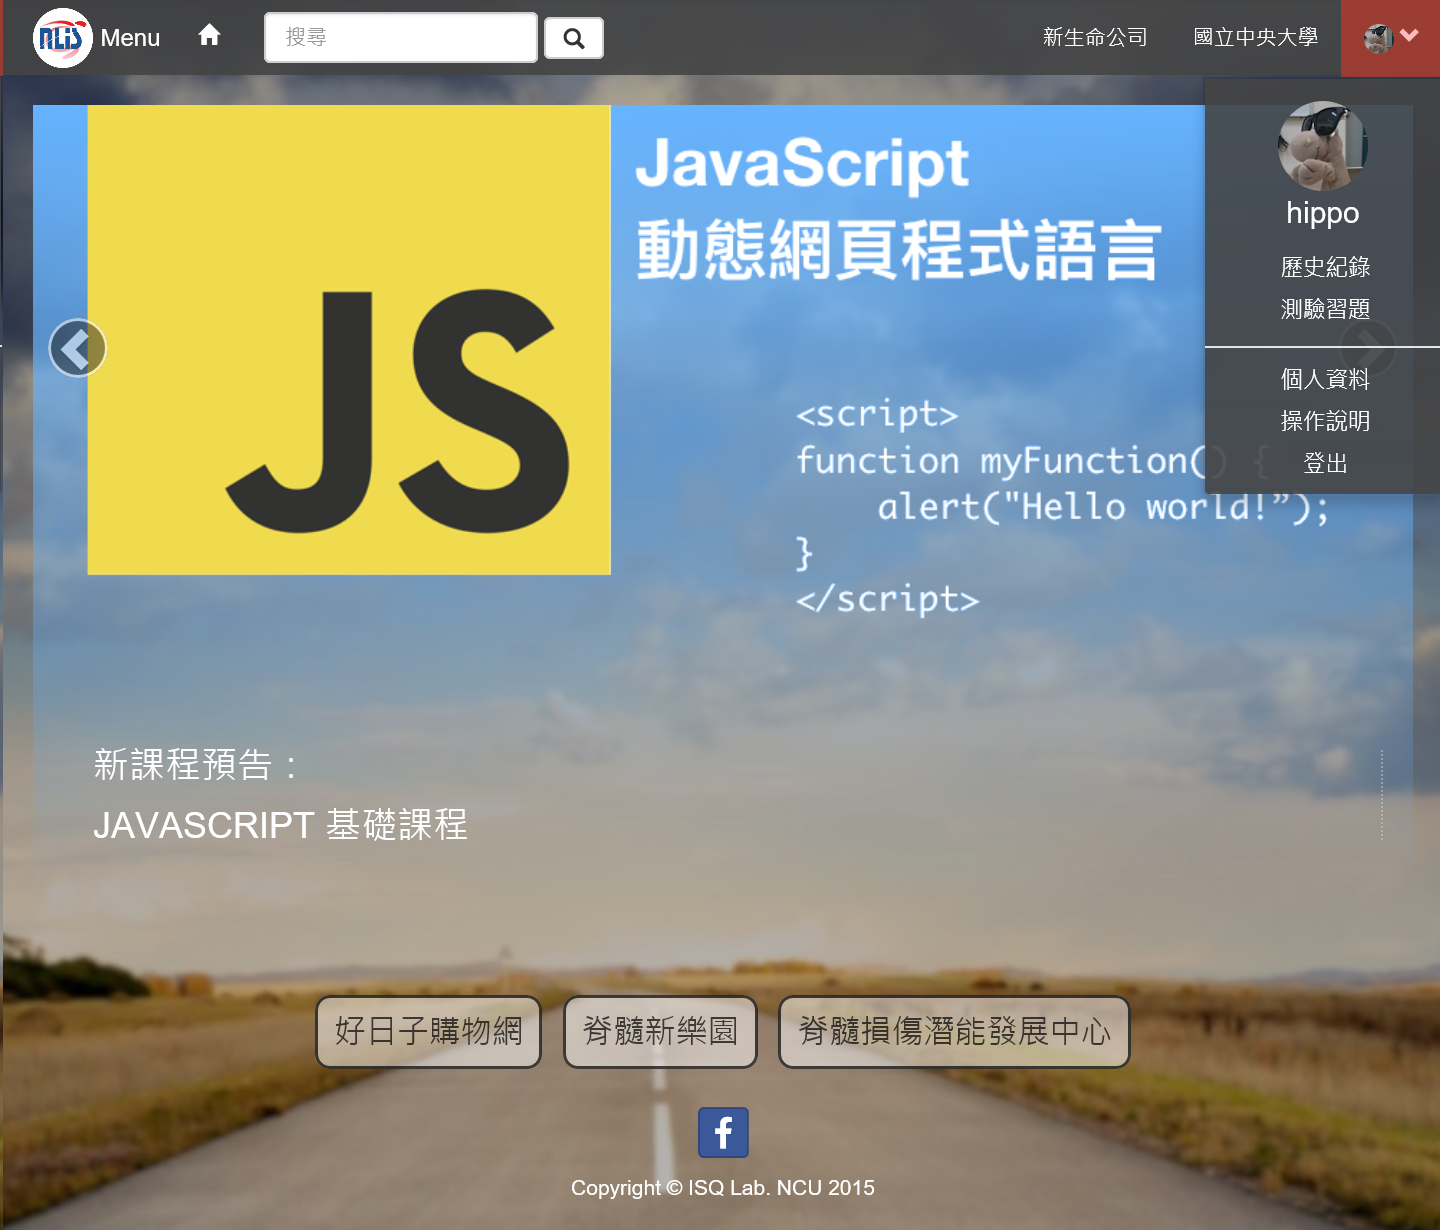 NLIS Menu
搜尋
新生命公司
國立中央大學
JavaScript
動態網頁程式語言
JS
<script>
function myFunction() {
alert("Hello world!”);
}
</script>
hippo
歷史紀錄
測驗習題
個人資料
操作說明
登出
新課程預告：
JAVASCRIPT 基礎課程
好日子購物網
脊髓新樂園
脊髓損傷潛能發展中心
f
Copyright © ISQ Lab. NCU 2015